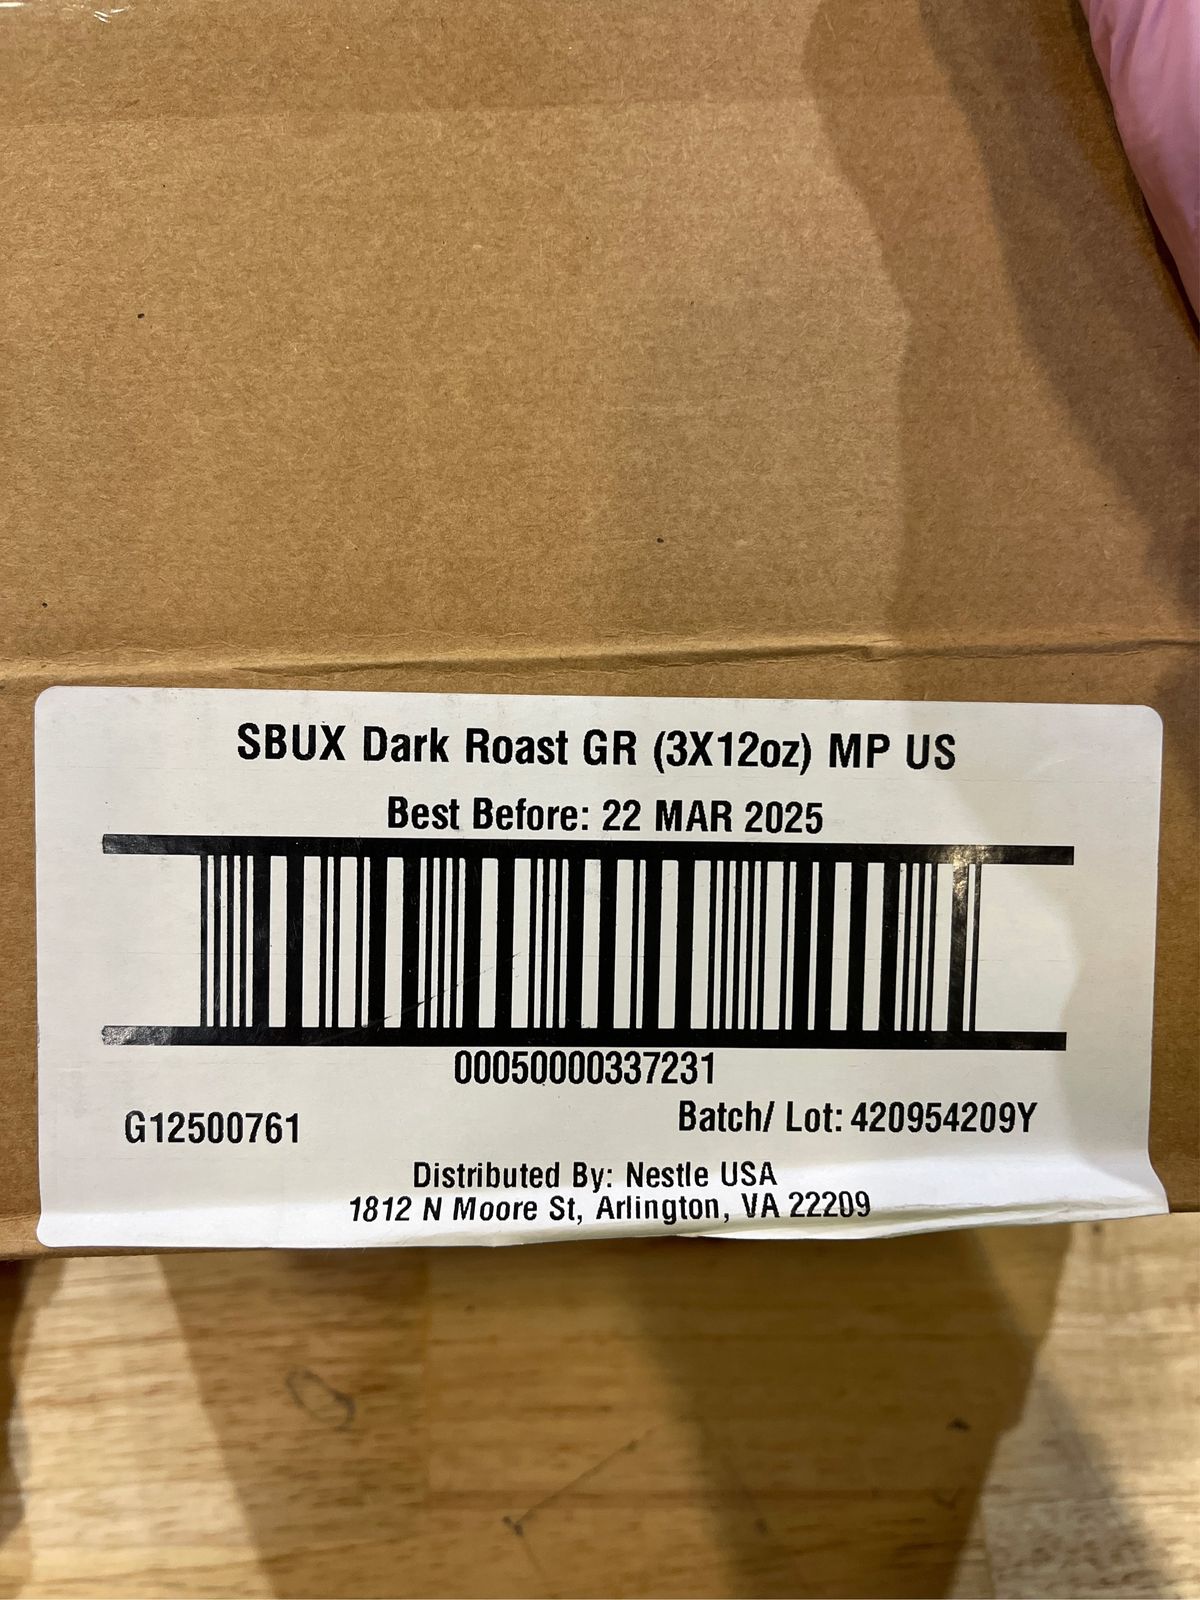 SBUX Dark Roast GR (3X12oz) MP US
Best Before: 22 MAR 2025
00050000337231
G12500761
Batch/ Lot: 420954209Y
Distributed By: Nestle USA
1812 N Moore St, Arlington, VA 22209